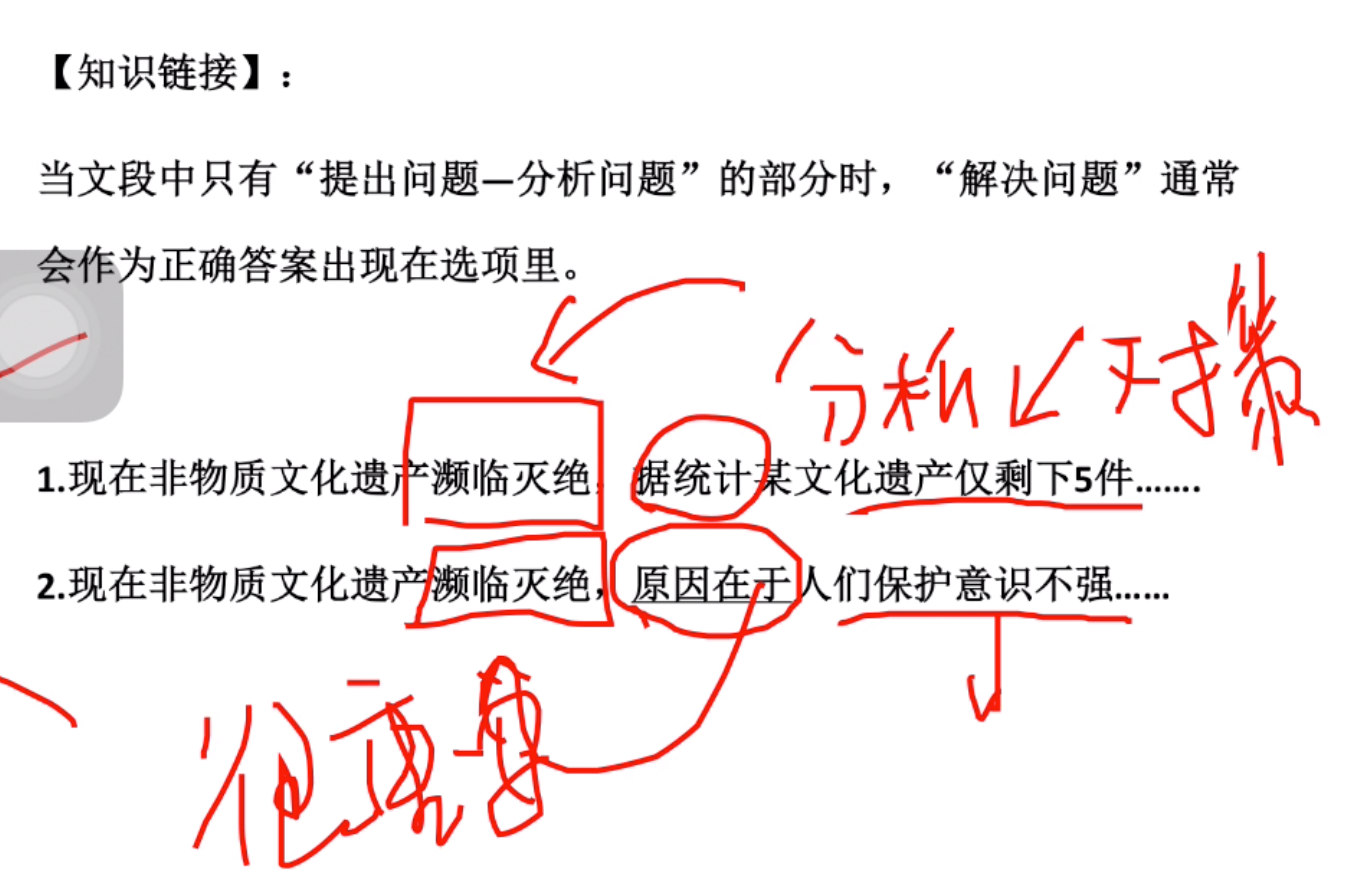 【知识链接】：
当文段中只有“提出问题—分析问题”的部分时，“解决问题”通常
会作为正确答案出现在选项里。
分析 对象
1.现在非物质文化遗产濒临灭绝，据统计某文化遗产仅剩下5件…….
2.现在非物质文化遗产濒临灭绝，原因在于人们保护意识不强……
很重要